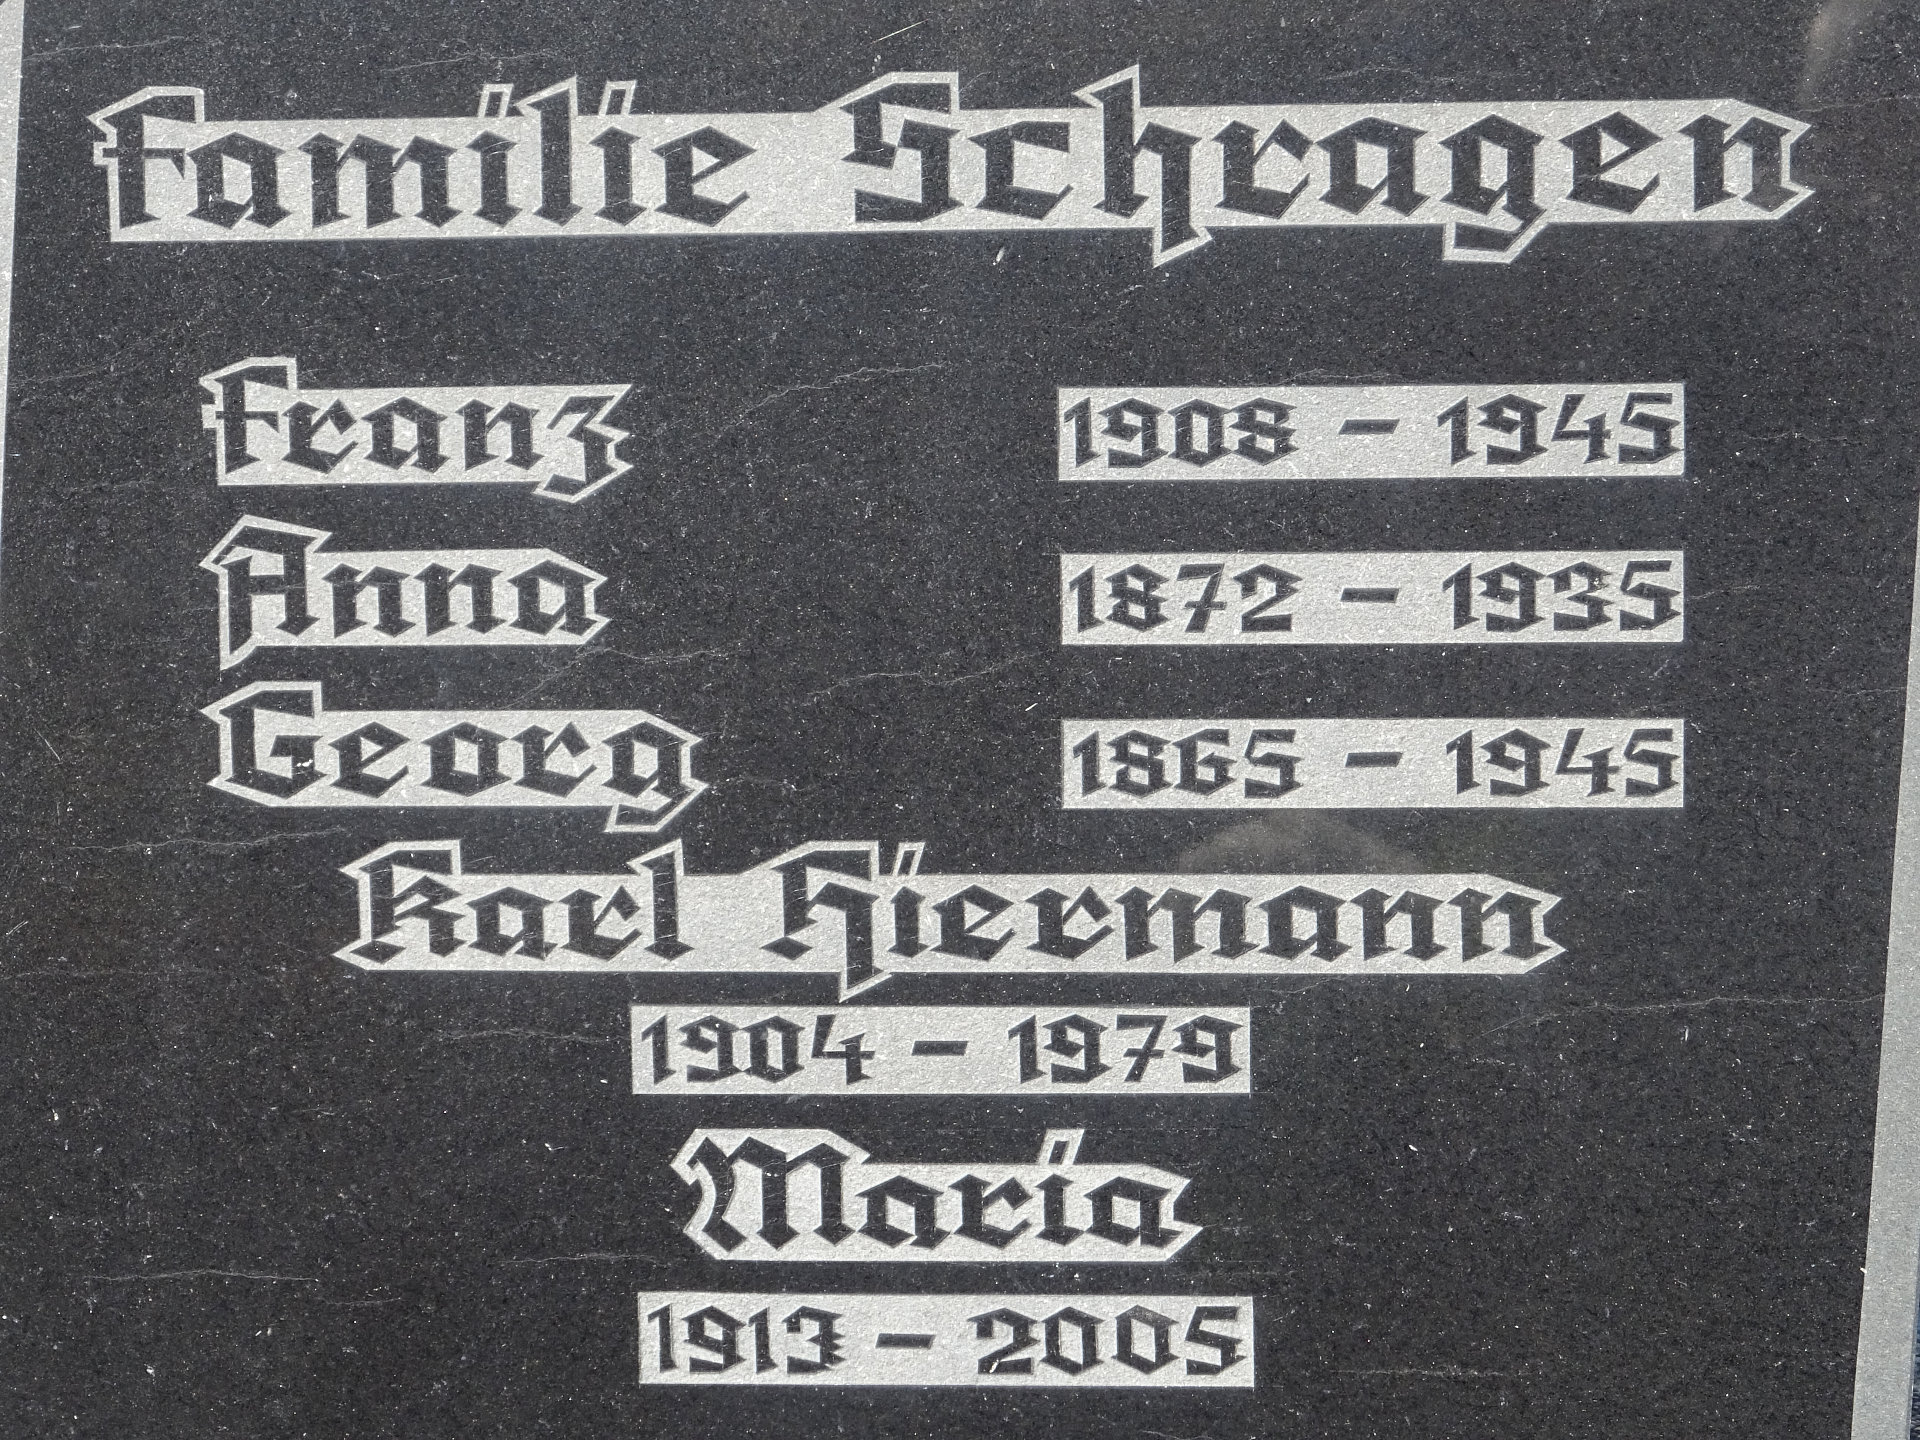 Familie Schragen
Franz 1908 - 1945
Anna 1872 - 1935
Georg 1865 - 1945
Karl Hiermann
1904 - 1979
Maria
1913 - 2005